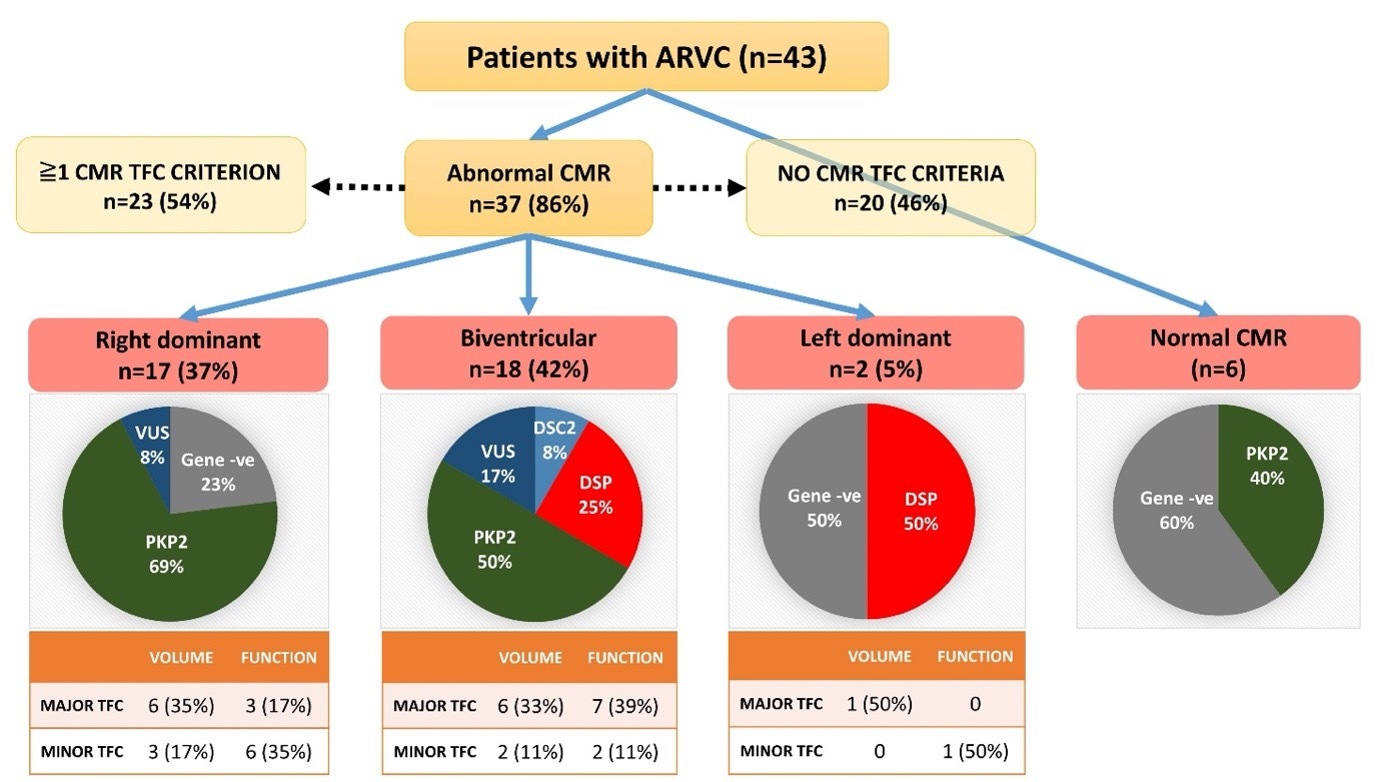 Patients with ARVC (n=43)
≧1 CMR TFC CRITERION
n=23 (54%)
Abnormal CMR
n=37 (86%)
NO CMR TFC CRITERIA
n=20 (46%)
Right dominant
n=17 (37%)
Biventricular
n=18 (42%)
Left dominant
n=2 (5%)
Normal CMR
(n=6)
VUS
8%
Gene -ve
23%
PKP2
69%
DSC2
8%
VUS
17%
DSP
25%
PKP2
50%
Gene -ve
50%
DSP
50%
PKP2
40%
Gene -ve
60%
VOLUME FUNCTION
MAJOR TFC 6 (35%) 3 (17%)
MINOR TFC 3 (17%) 6 (35%)
VOLUME FUNCTION
MAJOR TFC 6 (33%) 7 (39%)
MINOR TFC 2 (11%) 2 (11%)
VOLUME FUNCTION
MAJOR TFC 1 (50%) 0
MINOR TFC 0 1 (50%)